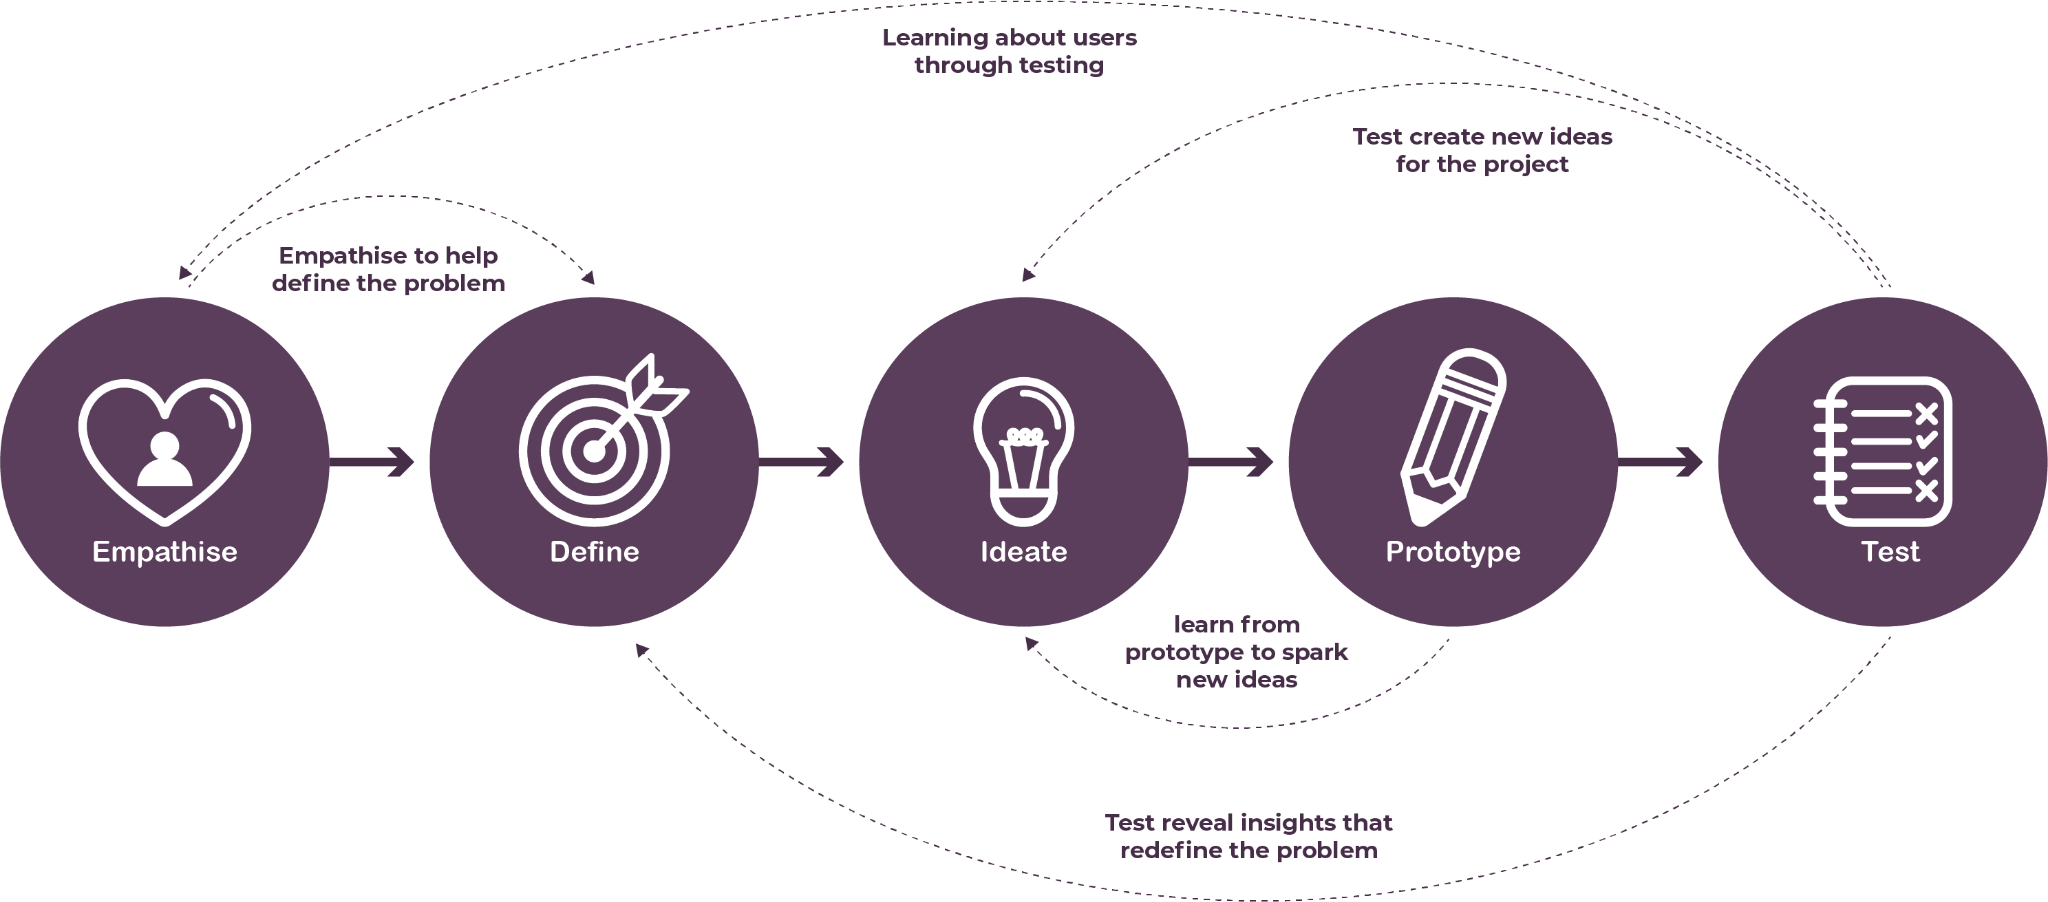 Learning about users
through testing
Test create new ideas
for the project
Empathise to help
define the problem
Empathise
Define
Ideate
Prototype
Test
learn from
prototype to spark
new ideas
Test reveal insights that
redefine the problem